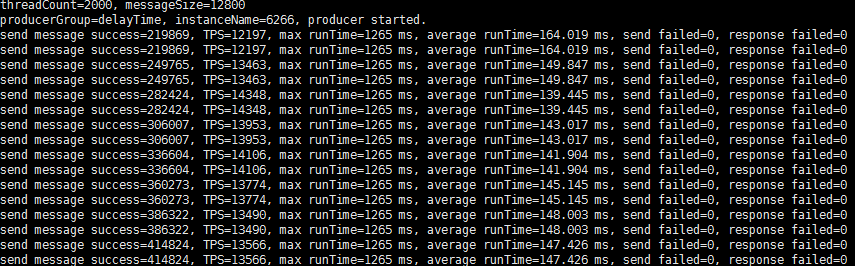 threadCount=2000, messageSize=12800
producerGroup=delayTime, instanceName=6266, producer started.
send message success=219869, TPS=12197, max runTime=1265 ms, average runTime=164.019 ms, send failed=0, response failed=0
send message success=219869, TPS=12197, max runTime=1265 ms, average runTime=164.019 ms, send failed=0, response failed=0
send message success=249765, TPS=13463, max runTime=1265 ms, average runTime=149.847 ms, send failed=0, response failed=0
send message success=249765, TPS=13463, max runTime=1265 ms, average runTime=149.847 ms, send failed=0, response failed=0
send message success=282424, TPS=14348, max runTime=1265 ms, average runTime=139.445 ms, send failed=0, response failed=0
send message success=282424, TPS=14348, max runTime=1265 ms, average runTime=139.445 ms, send failed=0, response failed=0
send message success=306007, TPS=13953, max runTime=1265 ms, average runTime=143.017 ms, send failed=0, response failed=0
send message success=306007, TPS=13953, max runTime=1265 ms, average runTime=143.017 ms, send failed=0, response failed=0
send message success=336604, TPS=14106, max runTime=1265 ms, average runTime=141.904 ms, send failed=0, response failed=0
send message success=336604, TPS=14106, max runTime=1265 ms, average runTime=141.904 ms, send failed=0, response failed=0
send message success=360273, TPS=13774, max runTime=1265 ms, average runTime=145.145 ms, send failed=0, response failed=0
send message success=360273, TPS=13774, max runTime=1265 ms, average runTime=145.145 ms, send failed=0, response failed=0
send message success=386322, TPS=13490, max runTime=1265 ms, average runTime=148.003 ms, send failed=0, response failed=0
send message success=386322, TPS=13490, max runTime=1265 ms, average runTime=148.003 ms, send failed=0, response failed=0
send message success=414824, TPS=13566, max runTime=1265 ms, average runTime=147.426 ms, send failed=0, response failed=0
send message success=414824, TPS=13566, max runTime=1265 ms, average runTime=147.426 ms, send failed=0, response failed=0